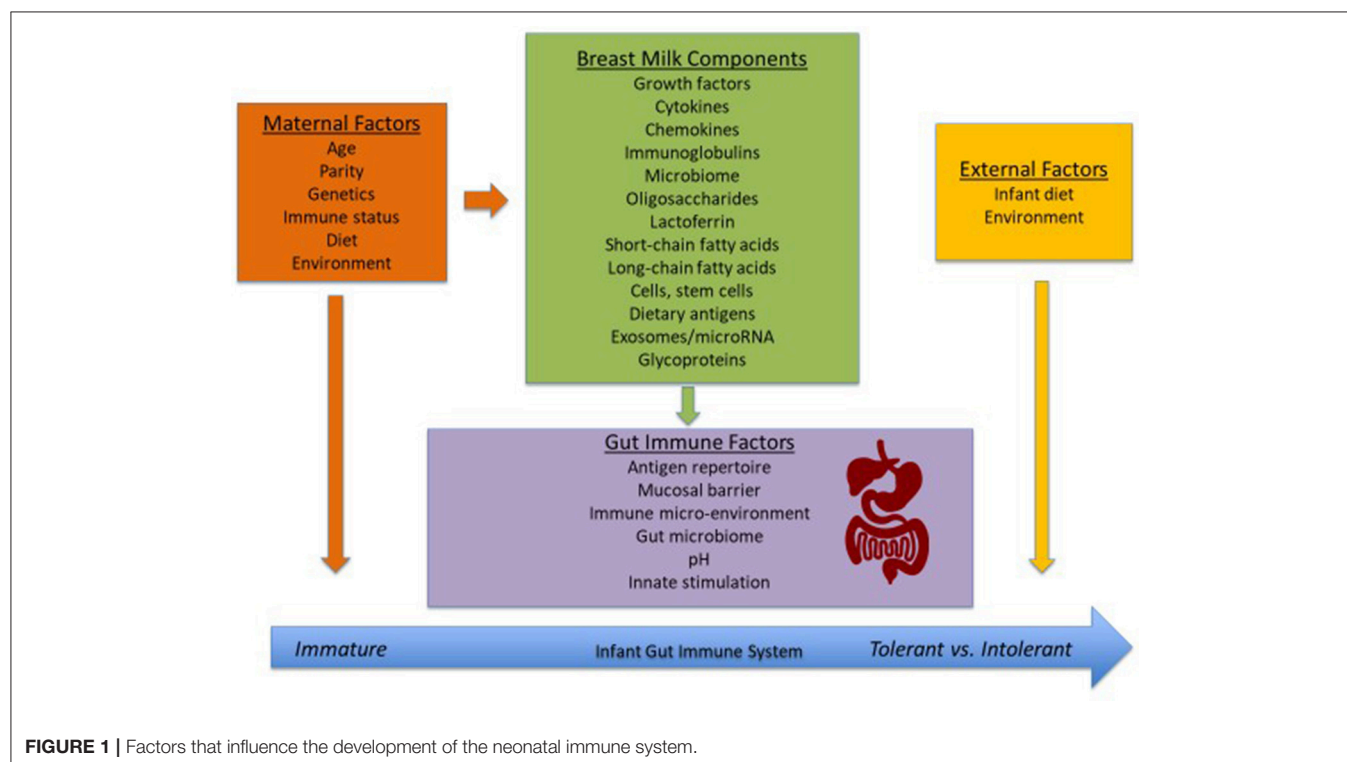 Maternal Factors
Age
Parity
Genetics
Immune status
Diet
Environment
Breast Milk Components
Growth factors
Cytokines
Chemokines
Immunoglobulins
Microbiome
Oligosaccharides
Lactoferrin
Short-chain fatty acids
Long-chain fatty acids
Cells, stem cells
Dietary antigens
Exosomes/microRNA
Glycoproteins
External Factors
Infant diet
Environment
Gut Immune Factors
Antigen repertoire
Mucosal barrier
Immune micro-environment
Gut microbiome
pH
Innate stimulation
Immature
Infant Gut Immune System
Tolerant vs. Intolerant
FIGURE 1 | Factors that influence the development of the neonatal immune system.